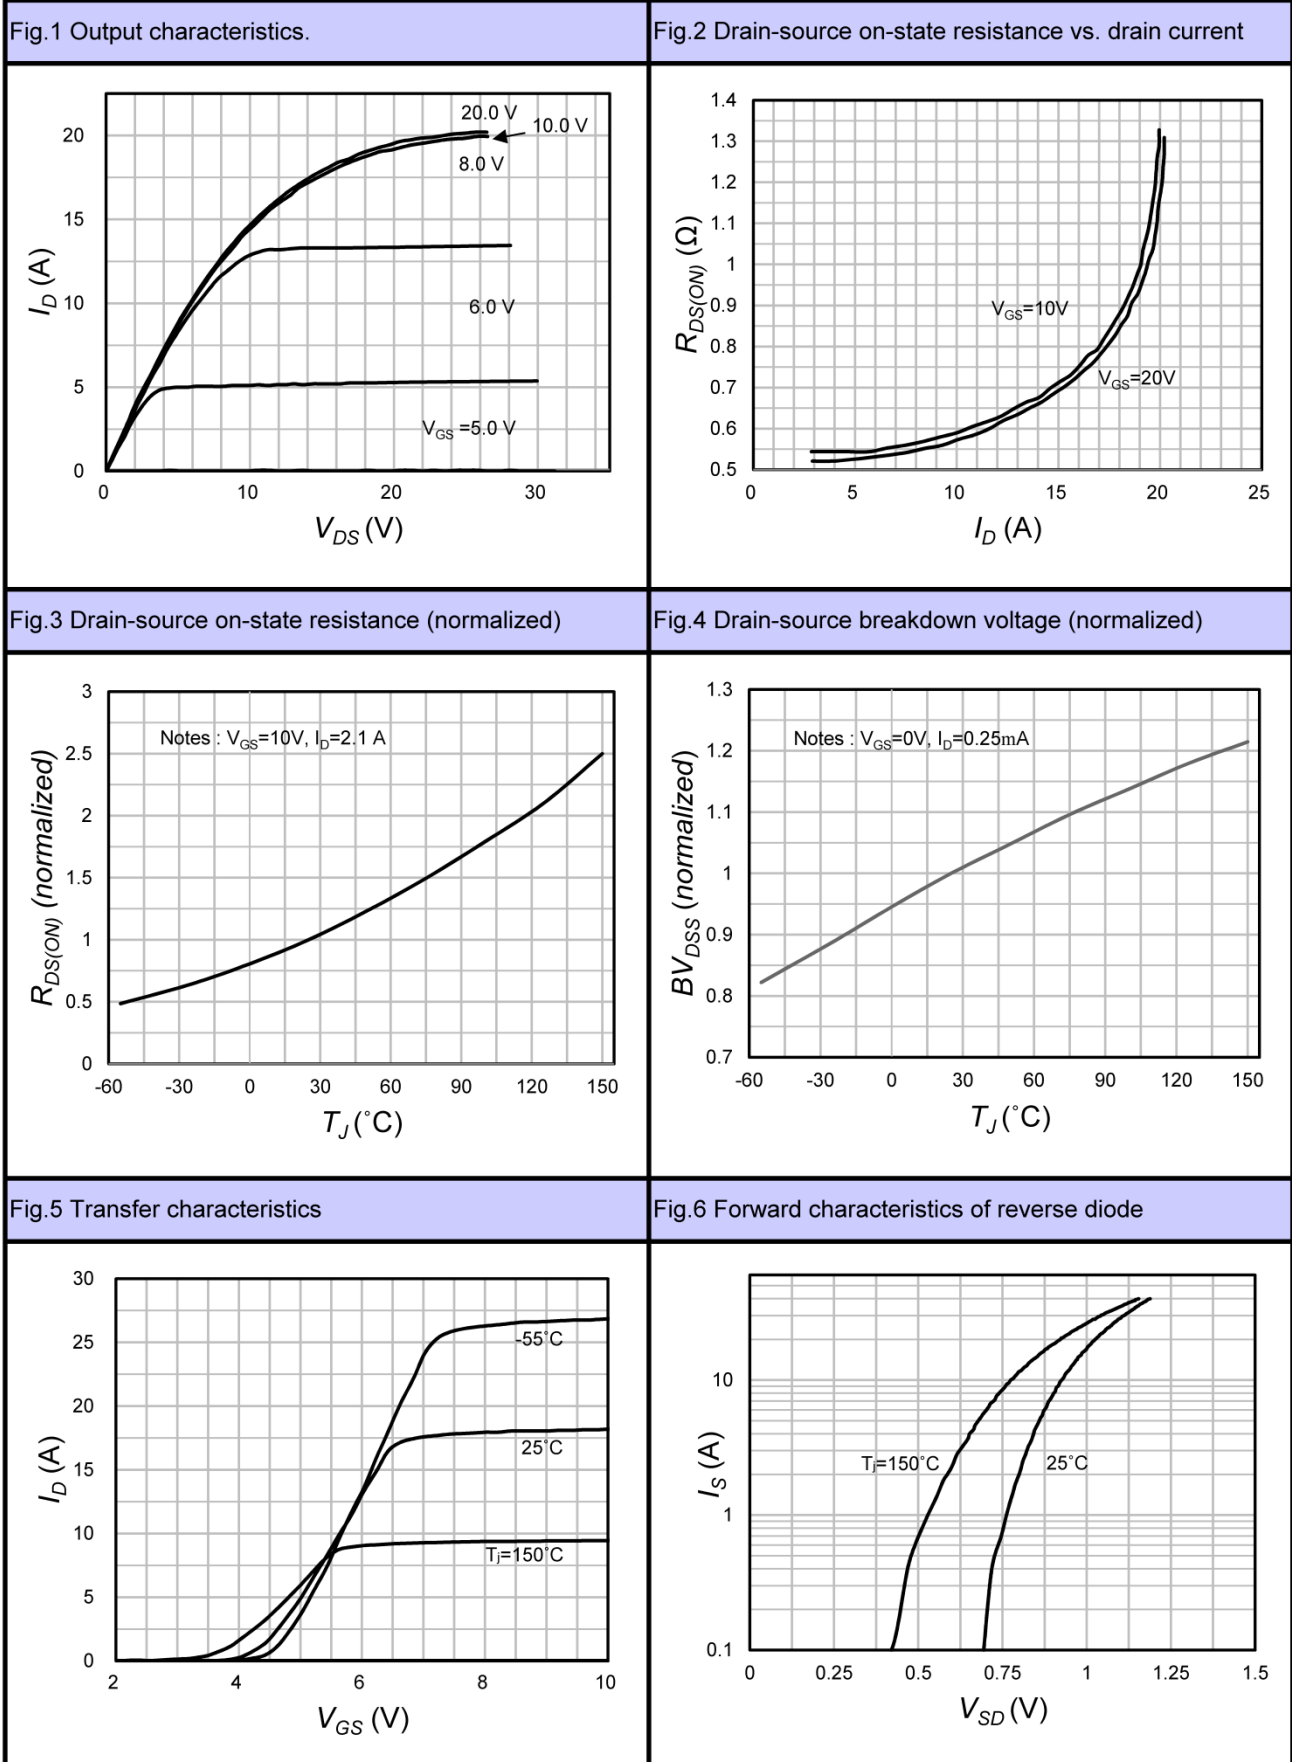 Fig.1 Output characteristics.
20.0 V
10.0 V
8.0 V
6.0 V
VGS =5.0 V
20
15
10
5
0
0 10 20 30
ID (A)
VDS (V)
Fig.2 Drain-source on-state resistance vs. drain current
1.4
1.3
1.2
1.1
1
0.9
0.8
0.7
0.6
0.5
VGS=10V
VGS=20V
0 5 10 15 20 25
RDS(ON) (Ω)
ID (A)
Fig.3 Drain-source on-state resistance (normalized)
Notes : VGS=10V, ID=2.1 A
3
2.5
2
1.5
1
0.5
0
-60 -30 0 30 60 90 120 150
RDS(ON) (normalized)
TJ (˚C)
Fig.4 Drain-source breakdown voltage (normalized)
Notes : VGS=0V, ID=0.25mA
1.3
1.2
1.1
1
0.9
0.8
0.7
-60 -30 0 30 60 90 120 150
BVDSS (normalized)
TJ (˚C)
Fig.5 Transfer characteristics
30
25
20
15
10
5
0
-55˚C
25˚C
Tj=150˚C
2 4 6 8 10
ID (A)
VGS (V)
Fig.6 Forward characteristics of reverse diode
10
1
0.1
Tj=150˚C
25˚C
0 0.25 0.5 0.75 1 1.25 1.5
IS (A)
VSD (V)